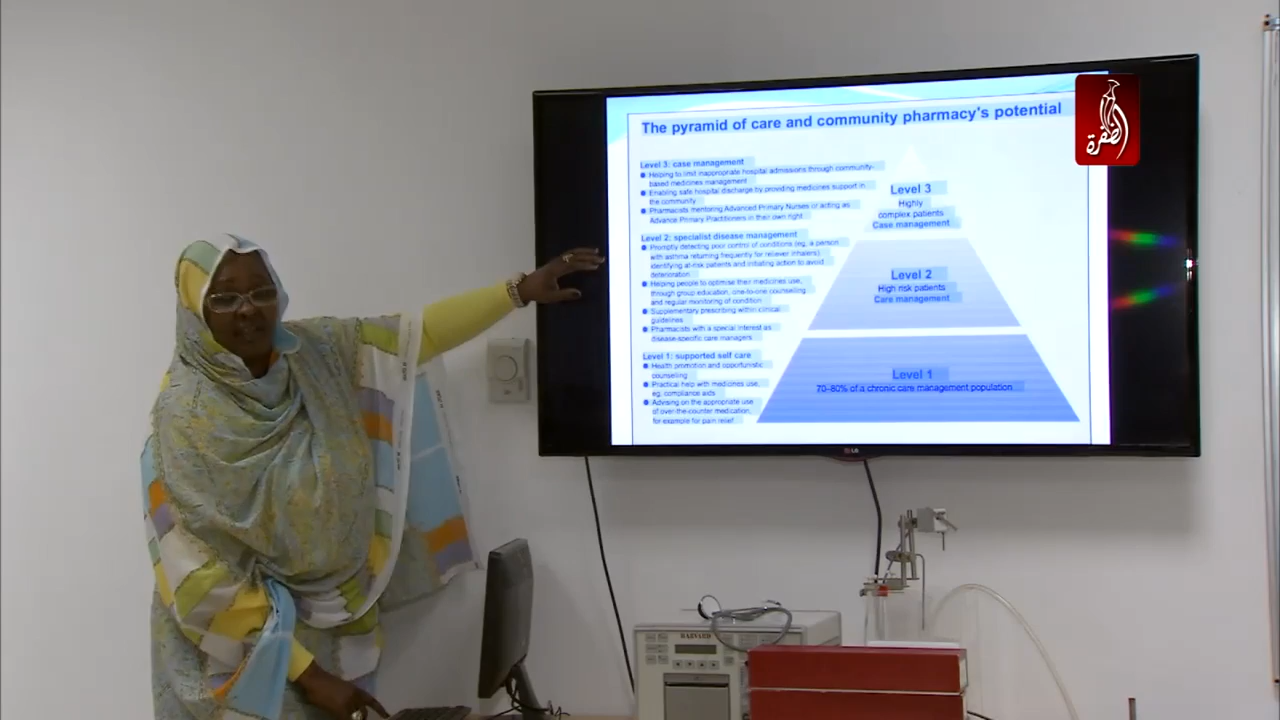 The pyramid of care and community pharmacy's potential
الظفرة
Level 3: case management
Helping to limit inappropriate hospital admissions through community-
based medicines management
Enabling safe hospital discharge by providing medicines support in
the community
Pharmacists mentoring Advanced Primary Nurses or acting as
Advance Primary Practitioners in their own right
Level 2: specialist disease management
Promptly detecting poor control of conditions (eg, a person
with asthma returning frequently for reliever inhalers)
identifying at-risk patients and initiating action to avoid
deterioration
Helping people to optimise their medicines use,
through group education, one-to-one counselling
and regular monitoring of condition
Supplementary prescribing within clinical
guidelines
Pharmacists with a special interest as
disease-specific care managers
Level 1: supported self care
Health promotion and opportunistic
counselling
Practical help with medicines use,
eg, compliance aids
Advising on the appropriate use
of over-the-counter medication,
for example for pain relief
Level 3
Highly
complex patients
Case management
Level 2
High risk patients
Care management
Level 1
70-80% of a chronic care management population
LG
HARVARD